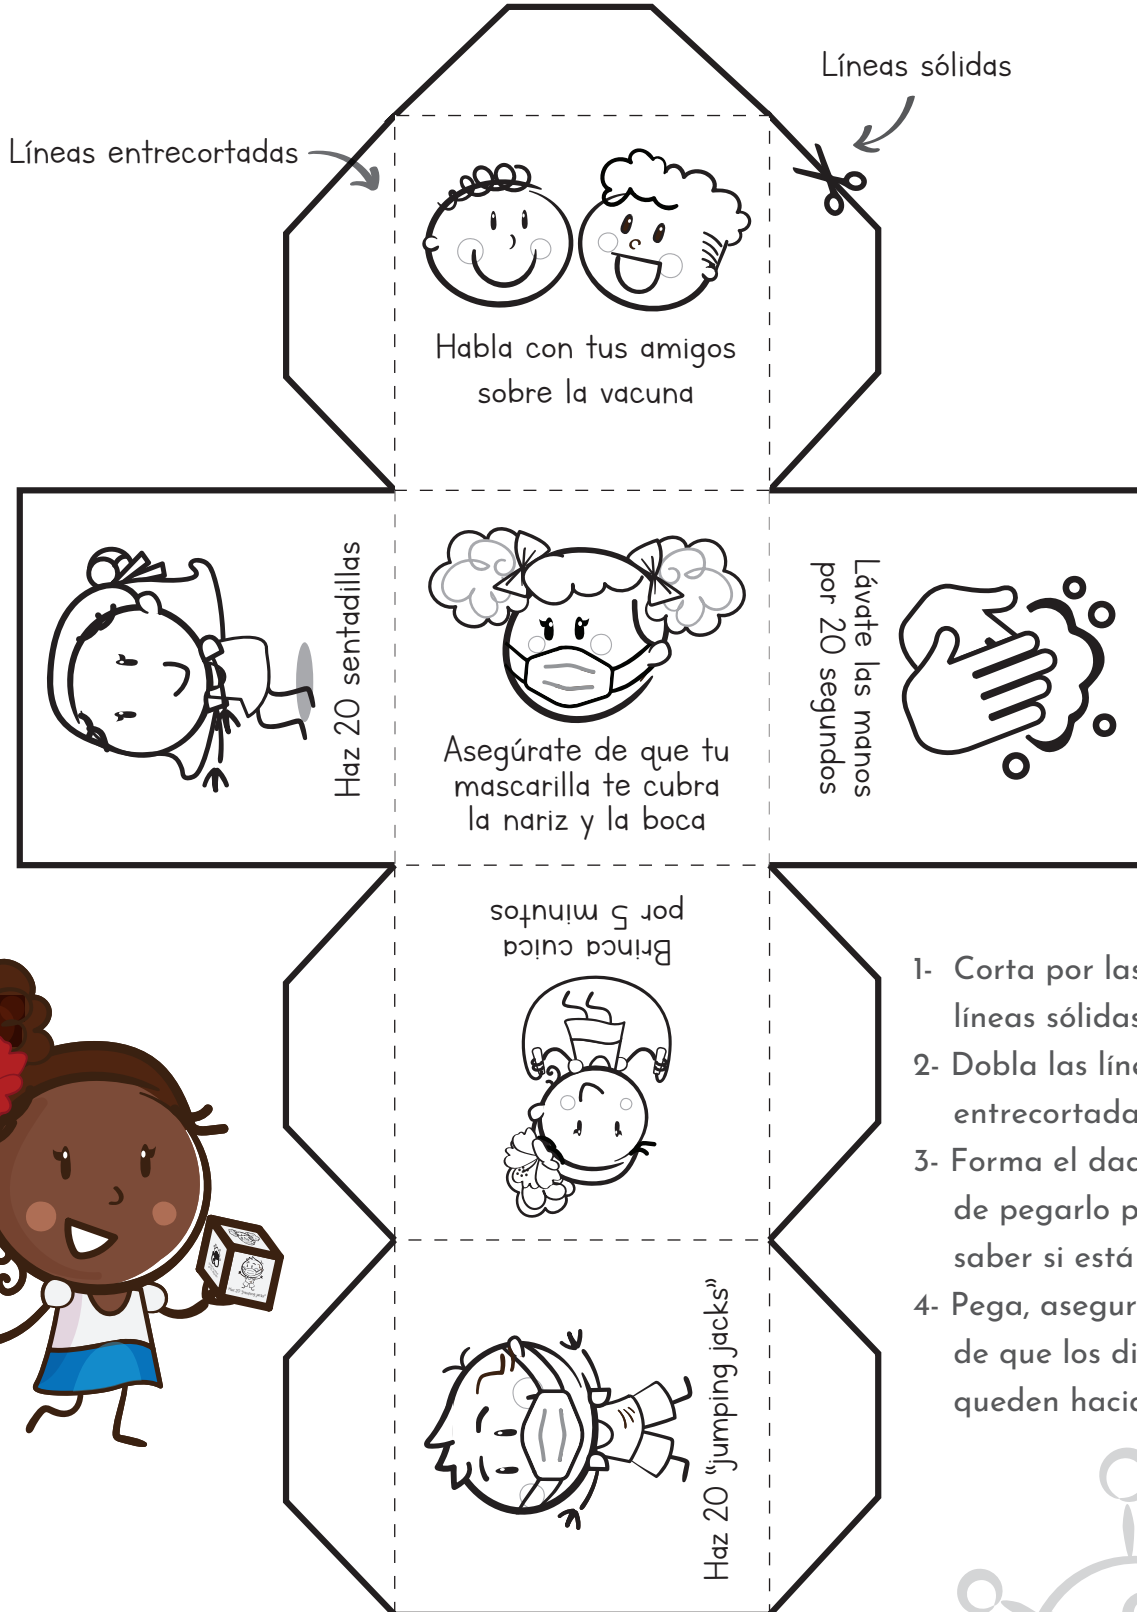 Líneas sólidas
Líneas entrecortadas
Habla con tus amigos
sobre la vacuna
Haz 20 sentadillas
Asegúrate de que tu
mascarilla te cubra
la nariz y la boca
Lávate las manos
por 20 segundos
Brinca cuica
por 5 minutos
Haz 20 “jumping jacks”
1- Corta por las
líneas sólidas
2- Dobla las líne
entrecortada
3- Forma el dad
de pegarlo p
saber si está
4- Pega, asegur
de que los di
queden hacia